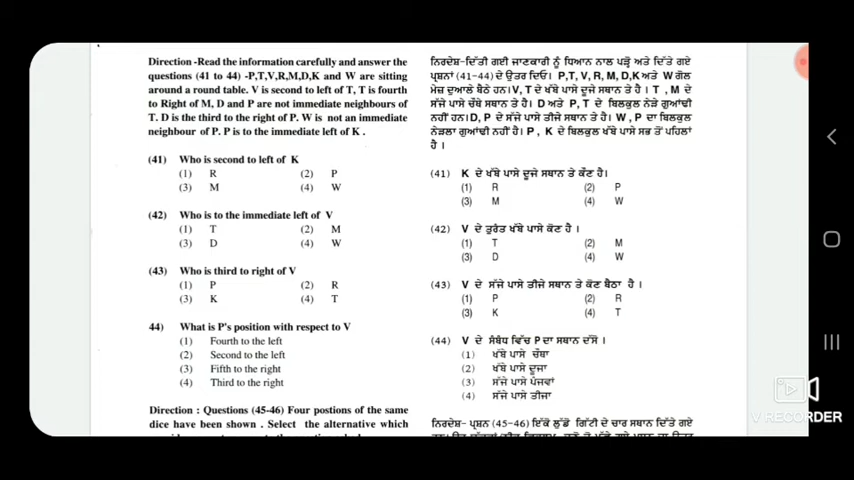 Direction -Read the information carefully and answer the
questions (41 to 44) -P,T,V,R,M,D,K and W are sitting
around a round table. V is second to left of T, T is fourth
to Right of M, D and P are not immediate neighbours of
T. D is the third to the right of P. W is not an immediate
neighbour of P. P is to the immediate left of K .
(41) Who is second to left of K
(1) R (2) P
(3) M (4) W
(42) Who is to the immediate left of V
(1) T (2) M
(3) D (4) W
(43) Who is third to right of V
(1) P (2) R
(3) K (4) T
44) What is P's position with respect to V
(1) Fourth to the left
(2) Second to the left
(3) Fifth to the right
(4) Third to the right
Direction : Questions (45-46) Four postions of the same
dice have been shown . Select the alternative which
ਨਿਰਦੇਸ਼- ਦਿੱਤੀ ਗਈ ਜਾਣਕਾਰੀ ਨੂੰ ਧਿਆਨ ਨਾਲ ਪੜ੍ਹੋ ਅਤੇ ਦਿੱਤੇ ਗਏ
ਪ੍ਰਸ਼ਨਾਂ (41-44) ਦੇ ਉਤਰ ਦਿਓ। P,T, V, R, M, D,K ਅਤੇ W ਗੋਲ
ਮੇਜ਼ ਦੁਆਲੇ ਬੈਠੇ ਹਨ। V, T ਦੇ ਖੱਬੇ ਪਾਸੇ ਦੂਜੇ ਸਥਾਨ ਤੇ ਹੈ । T , M ਦੇ
ਸੱਜੇ ਪਾਸੇ ਚੌਥੇ ਸਥਾਨ ਤੇ ਹੈ। D ਅਤੇ P, T ਦੇ ਬਿਲਕੁਲ ਨੇੜੇ ਗੁਆਂਢੀ
ਨਹੀਂ ਹਨ। D, P ਦੇ ਸੱਜੇ ਪਾਸੇ ਤੀਜੇ ਸਥਾਨ ਤੇ ਹੈ। W , P ਦਾ ਬਿਲਕੁਲ
ਨੇੜਲਾ ਗੁਆਂਢੀ ਨਹੀਂ ਹੈ। P , K ਦੇ ਬਿਲਕੁਲ ਖੱਬੇ ਪਾਸੇ ਸਭ ਤੋਂ ਪਹਿਲਾਂ
ਹੈ ।
(41) K ਦੇ ਖੱਬੇ ਪਾਸੇ ਦੂਜੇ ਸਥਾਨ ਤੇ ਕੌਣ ਹੈ।
(1) R (2) P
(3) M (4) W
(42) V ਦੇ ਤੁਰੰਤ ਖੱਬੇ ਪਾਸੇ ਕੋਣ ਹੈ ।
(1) T (2) M
(3) D (4) W
(43) V ਦੇ ਸੱਜੇ ਪਾਸੇ ਤੀਜੇ ਸਥਾਨ ਤੇ ਕੋਣ ਬੈਠਾ ਹੈ ।
(1) P (2) R
(3) K (4) T
(44) V ਦੇ ਸੰਬੰਧ ਵਿੱਚ P ਦਾ ਸਥਾਨ ਦੱਸੋ ।
(1) ਖੱਬੇ ਪਾਸੇ ਚੌਥਾ
(2) ਖੱਬੇ ਪਾਸੇ ਦੂਜਾ
(3) ਸੱਜੇ ਪਾਸੇ ਪੰਜਵਾਂ
(4) ਸੱਜੇ ਪਾਸੇ ਤੀਜਾ
ਨਿਰਦੇਸ਼- ਪ੍ਰਸ਼ਨ (45-46) ਇੱਕੋ ਲੁੱਡੋ ਗਿੱਟੀ ਦੇ ਚਾਰ ਸਥਾਨ ਦਿੱਤੇ ਗਏ
V RECORDER